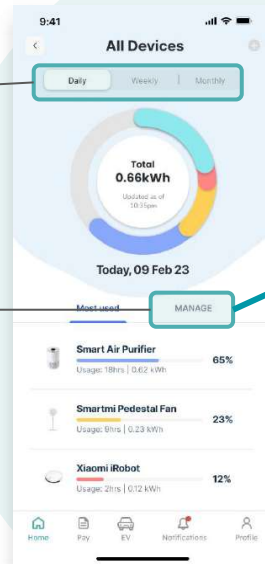 9:41
All Devices
Daily Weekly Monthly
Total
0.66kWh
Updated as of
10:35pm
Today, 09 Feb 23
Most used MANAGE
Smart Air Purifier
65%
Usage: 18hrs | 0.62 kWh
Smartmi Pedestal Fan
23%
Usage: 9hrs | 0.23 kWh
Xiaomi iRobot
12%
Usage: 2hrs | 0.12 kWh
Home Pay EV Notifications Profile